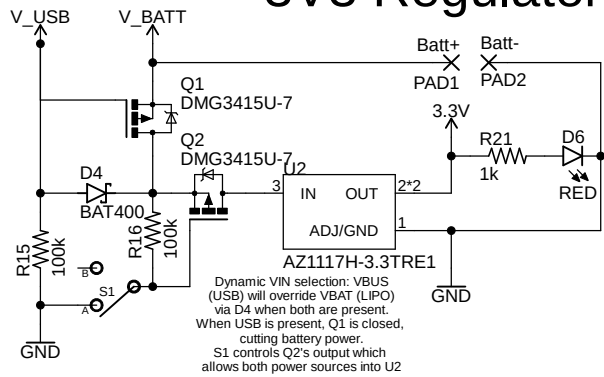 3V3 Regulator
V_USB
V_BATT
Batt+
Batt-
PAD1
PAD2
Q1
DMG3415U-7
Q2
DMG3415U-7
3.3V
R21
1k
D6
RED
U2
3
IN
OUT
2*2
ADJ/GND
1
AZ1117H-3.3TRE1
D4
BAT400
R15
100k
R16
100k
B
S1
A
GND
GND
Dynamic VIN selection: VBUS
(USB) will override VBAT (LIPO)
via D4 when both are present.
When USB is present, Q1 is closed,
cutting battery power.
S1 controls Q2's output which
allows both power sources into U2